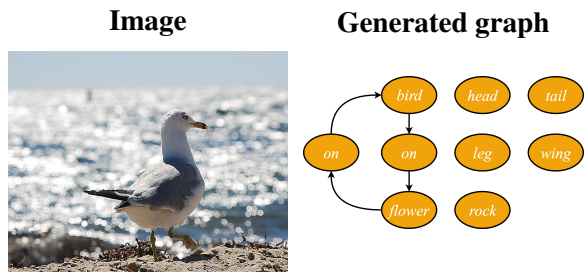 Image
Generated graph
bird head tail
on on leg wing
flower rock